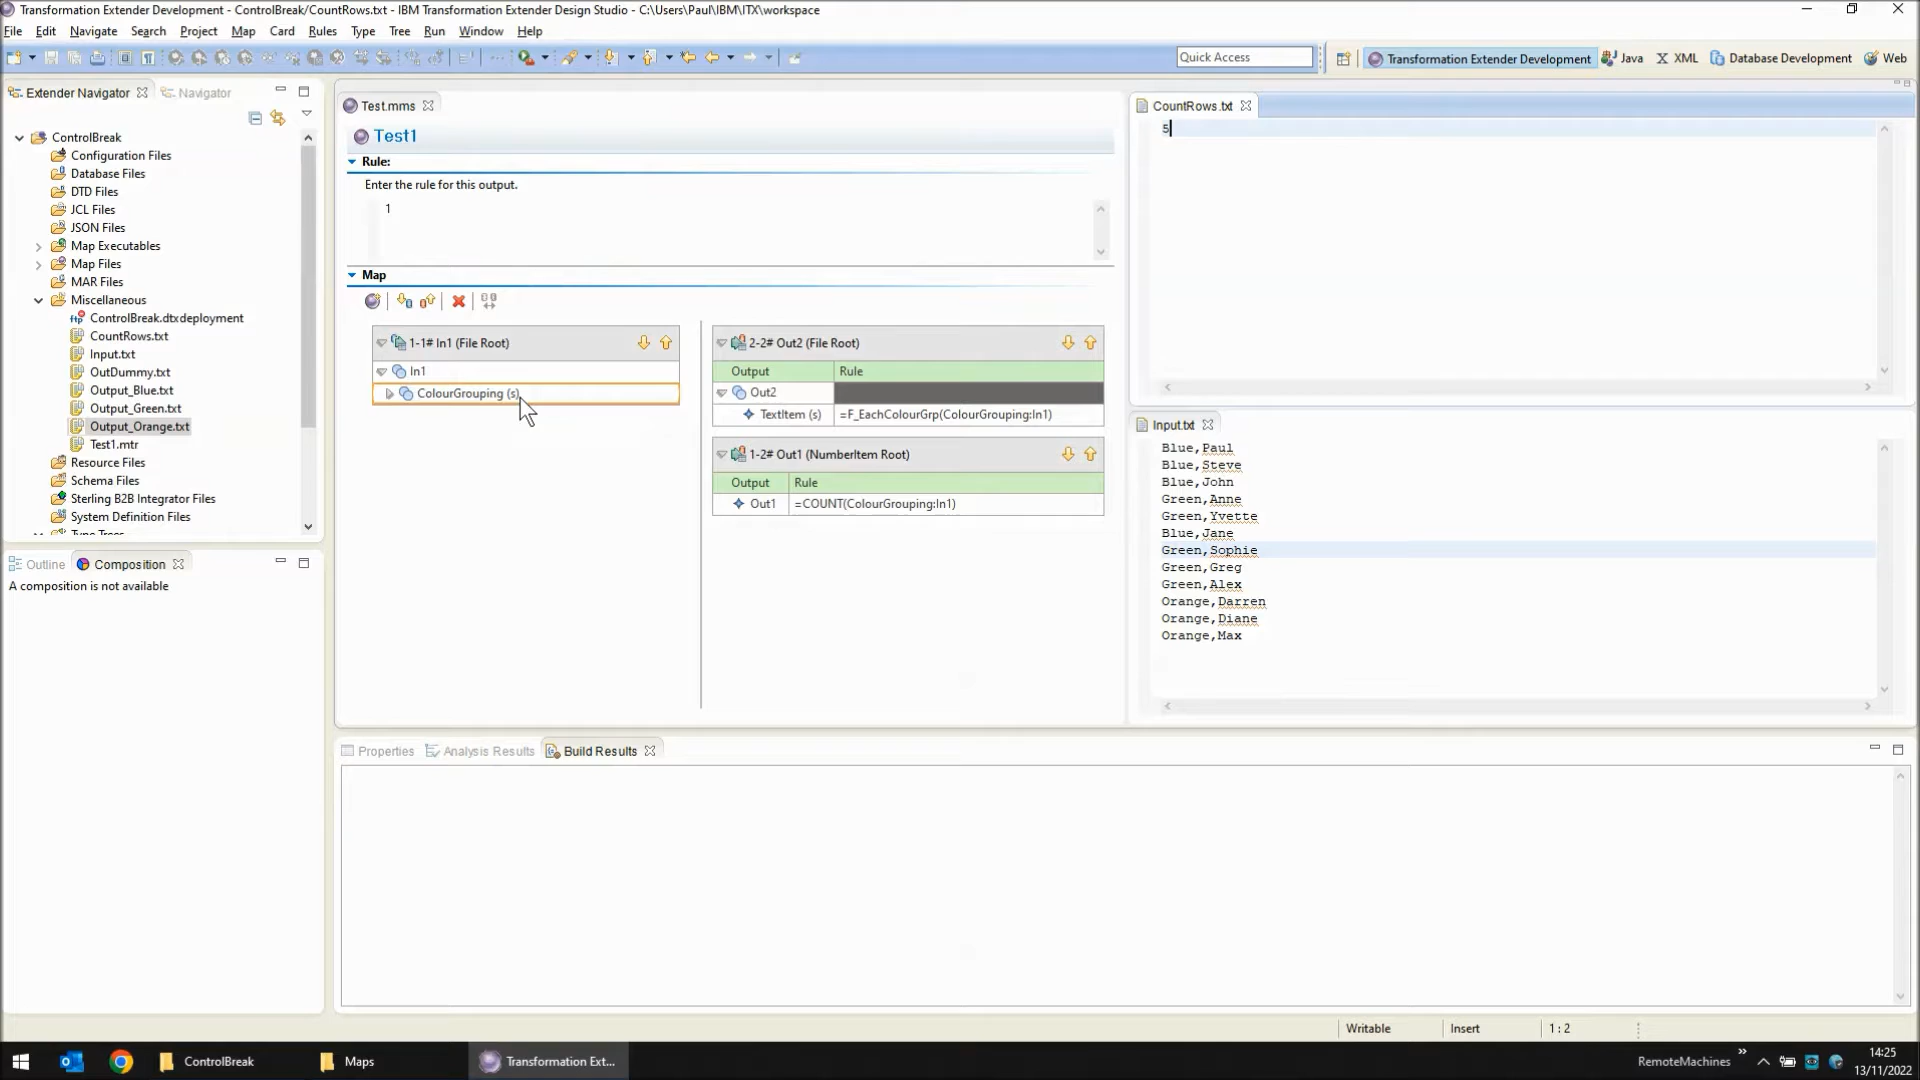 Transformation Extender Development - ControlBreak/CountRows.txt - IBM Transformation Extender Design Studio - C:\Users\Paul\IBM\ITX\workspace
File Edit Navigate Search Project Map Card Rules Type Tree Run Window Help
Quick Access
Transformation Extender Development Java XML Database Development Web
Extender Navigator Navigator
ControlBreak
Configuration Files
Database Files
DTD Files
JCL Files
JSON Files
Map Executables
Map Files
MAR Files
Miscellaneous
ControlBreak.dtxdeployment
CountRows.txt
Input.txt
OutDummy.txt
Output_Blue.txt
Output_Green.txt
Output_Orange.txt
Test1.mtr
Resource Files
Schema Files
Sterling B2B Integrator Files
System Definition Files
Type Trees
Outline Composition
A composition is not available
Test.mms
Test1
Rule:
Enter the rule for this output.
1
Map
1-1# In1 (File Root)
In1
ColourGrouping (s)
2-2# Out2 (File Root)
Output Rule
Out2
TextItem (s) =F_EachColourGrp(ColourGrouping:In1)
1-2# Out1 (NumberItem Root)
Output Rule
Out1 =COUNT(ColourGrouping:In1)
CountRows.txt
5
Input.txt
Blue,Paul
Blue,Steve
Blue,John
Green,Anne
Green,Yvette
Blue,Jane
Green,Sophie
Green,Greg
Green,Alex
Orange,Darren
Orange,Diane
Orange,Max
Properties Analysis Results Build Results
Writable Insert 1 : 2
ControlBreak Maps Transformation Ext... RemoteMachines
14:25
13/11/2022